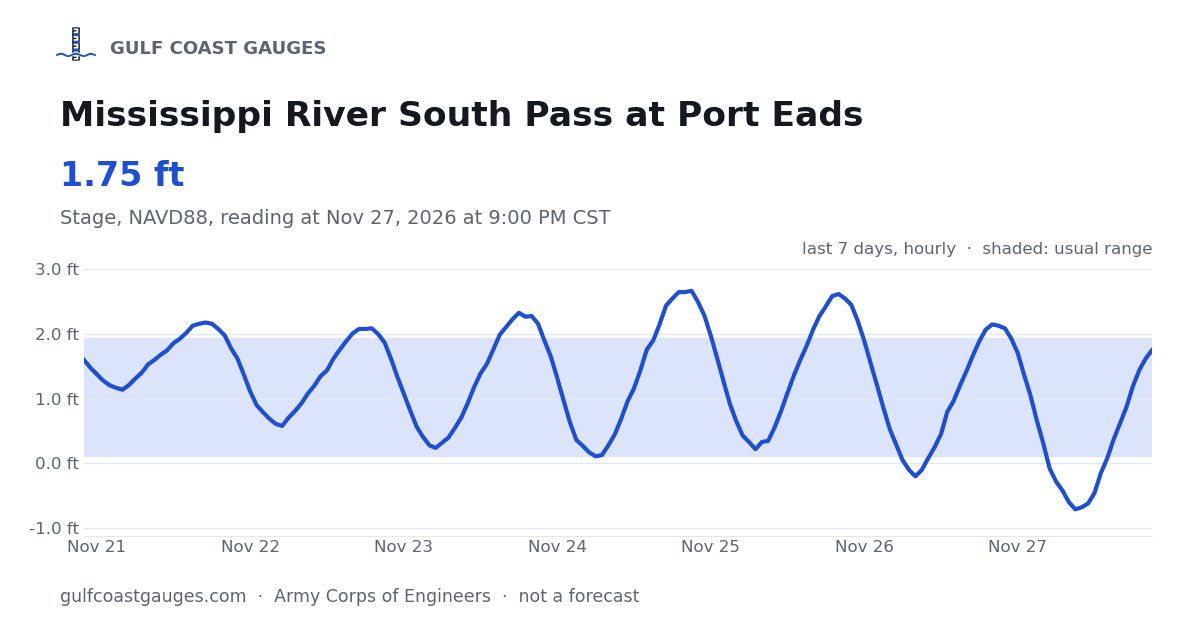 GULF COAST GAUGES
Mississippi River South Pass at Port Eads
1.75 ft
Stage, NAVD88, reading at Nov 27, 2026 at 9:00 PM CST
last 7 days, hourly · shaded: usual range
3.0 ft
2.0 ft
1.0 ft
0.0 ft
-1.0 ft
Nov 21 Nov 22 Nov 23 Nov 24 Nov 25 Nov 26 Nov 27
gulfcoastgauges.com · Army Corps of Engineers · not a forecast